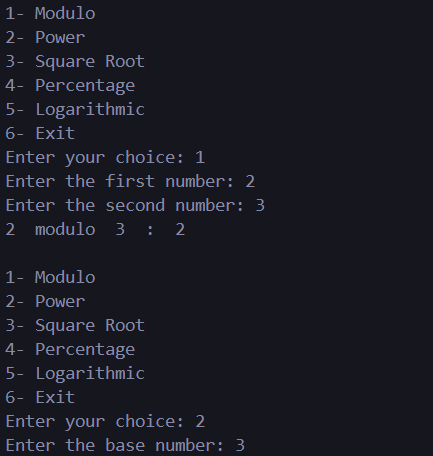 1- Modulo
2- Power
3- Square Root
4- Percentage
5- Logarithmic
6- Exit
Enter your choice: 1
Enter the first number: 2
Enter the second number: 3
2  modulo  3  :  2

1- Modulo
2- Power
3- Square Root
4- Percentage
5- Logarithmic
6- Exit
Enter your choice: 2
Enter the base number: 3